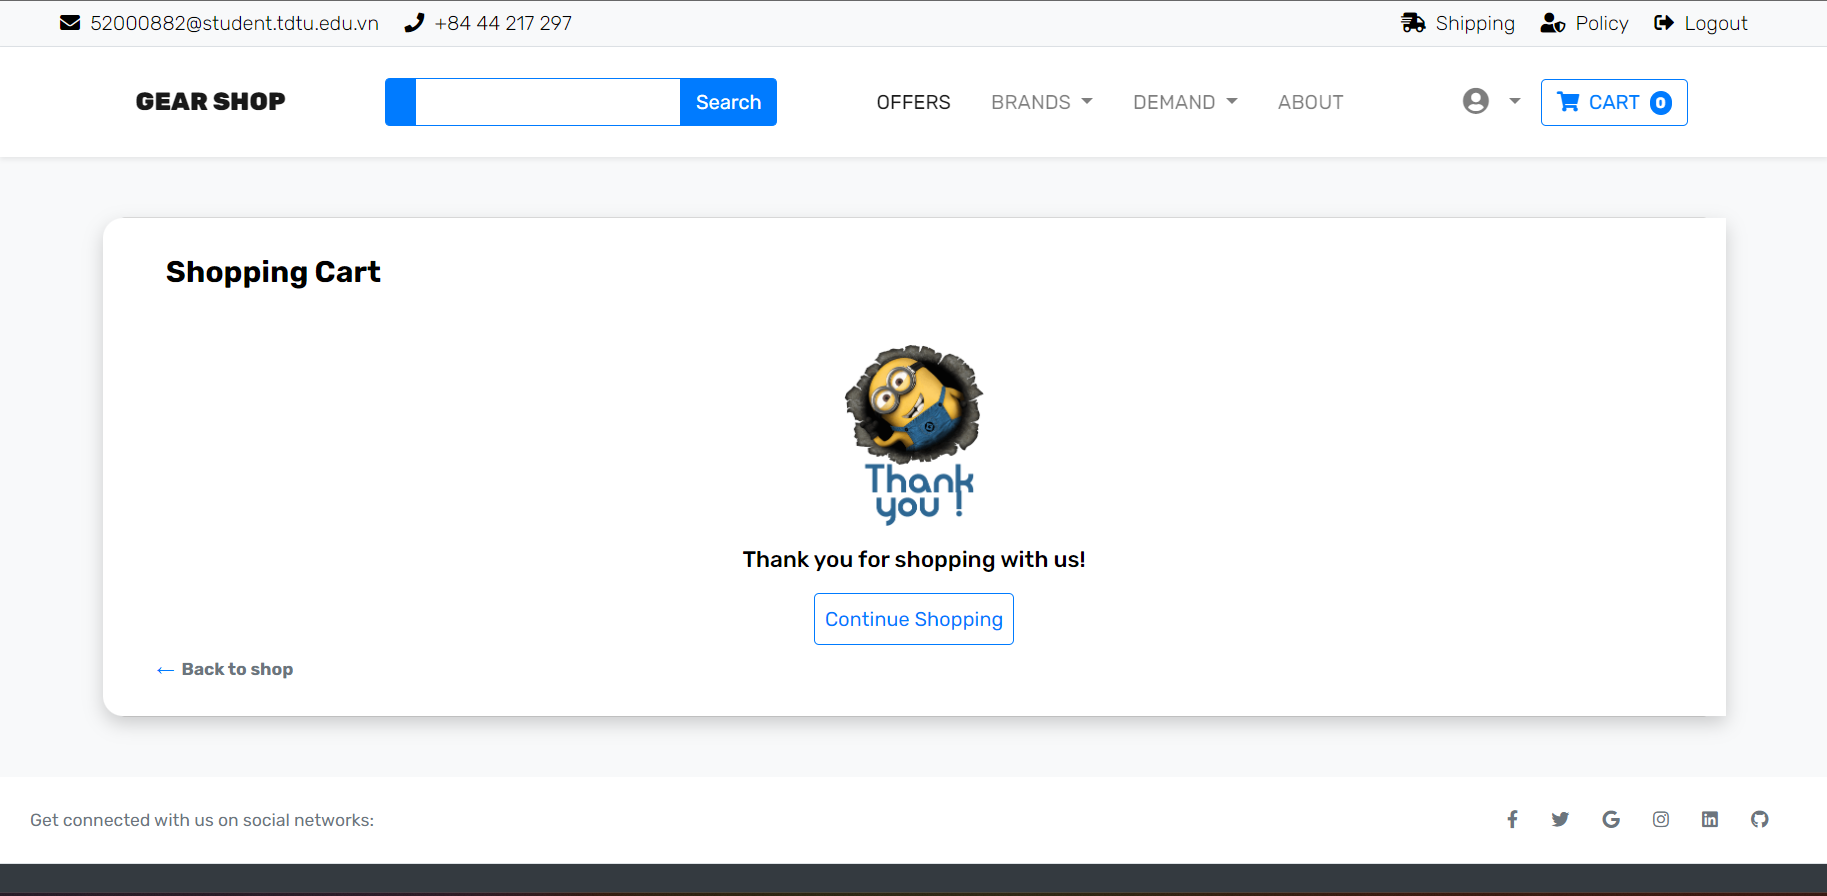 52000882@student.tdtu.edu.vn +84 44 217 297 Shipping Policy Logout
GEAR SHOP Search OFFERS BRANDS DEMAND ABOUT CART 0
Shopping Cart
Thank
you !
Thank you for shopping with us!
Continue Shopping
← Back to shop
Get connected with us on social networks: